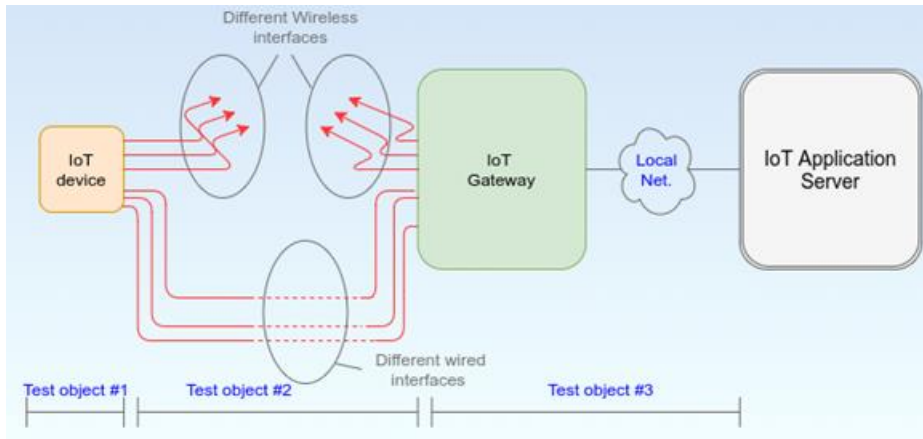 Different Wireless
interfaces
IoT
device
IoT
Gateway
Local
Net.
IoT Application
Server
Different wired
interfaces
Test object #1
Test object #2
Test object #3